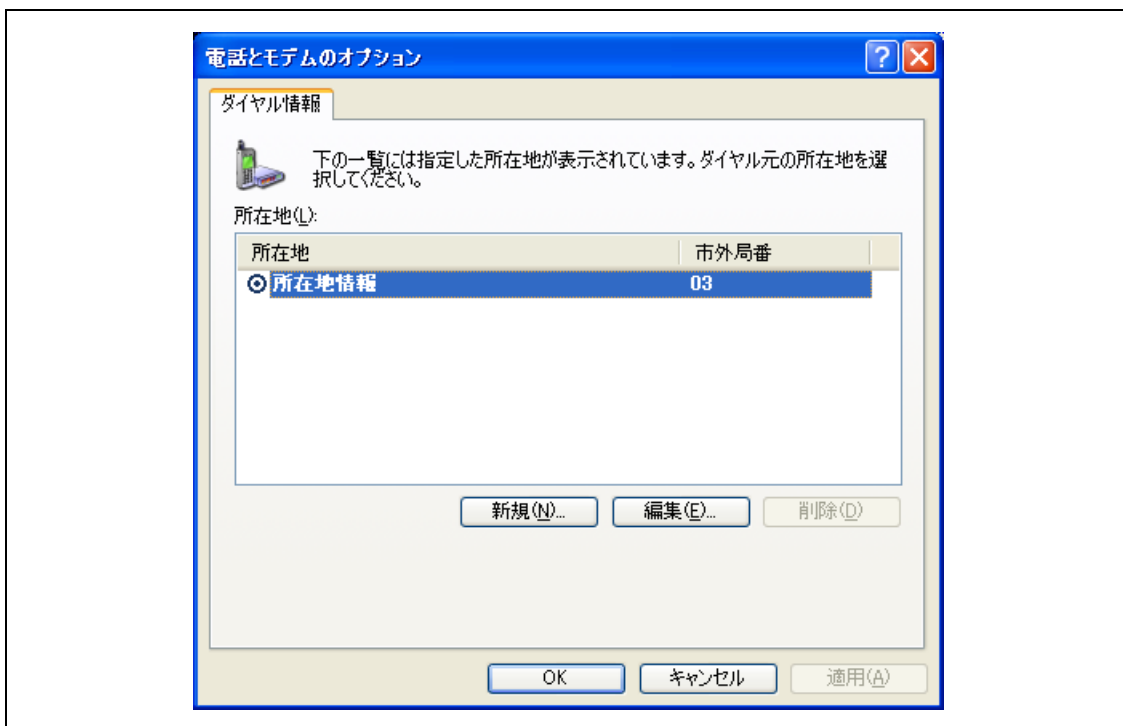 電話とモデムのオプション
ダイヤル情報
下の一覧には指定した所在地が表示されています。ダイヤル元の所在地を選
択してください。
所在地(L):
所在地 市外局番
所在地情報 03
新規(N)... 編集(E)... 削除(D)
OK キャンセル 適用(A)